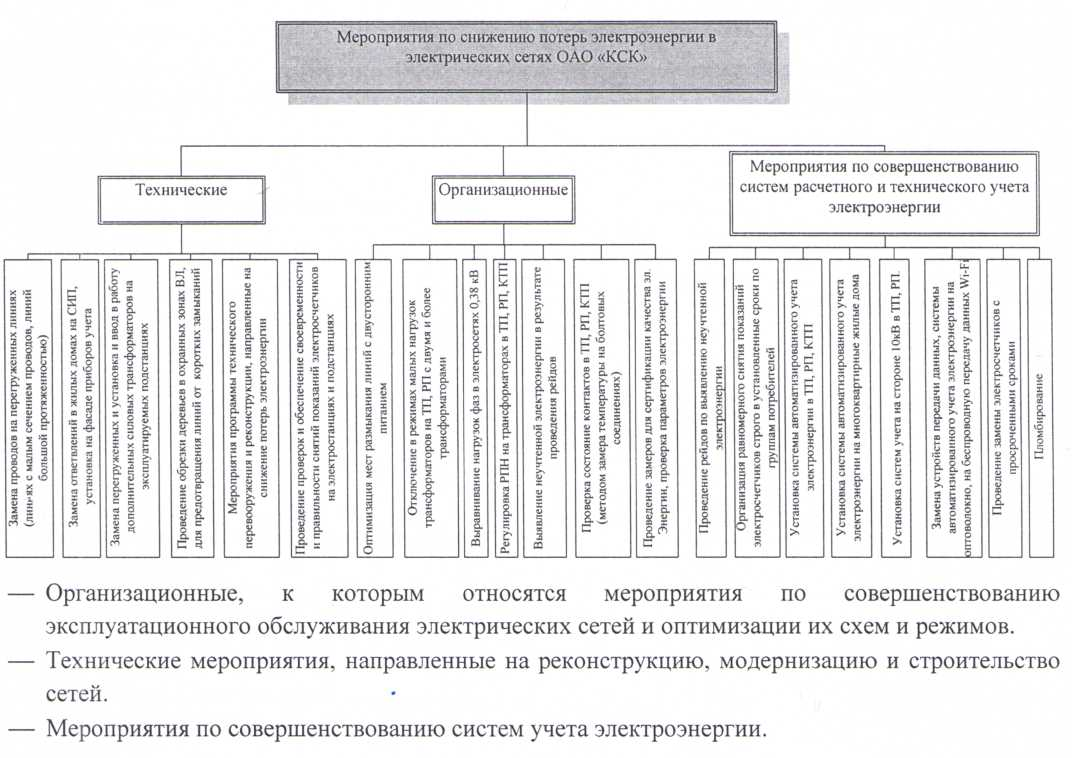 Мероприятия по снижению потерь электроэнергии в
электрических сетях ОАО «КСК»
Технические
Организационные
Мероприятия по совершенствованию
систем расчетного и технического учета
электроэнергии
Замена проводов на перегруженных линиях
(линиях с малым сечением проводов, линий
большой протяженностью)
Замена ответвлений в жилых домах на СИП,
установка на фасаде приборов учета
Замена перегруженных и установка и ввод в работу
дополнительных силовых трансформаторов на
эксплуатируемых подстанциях
Проведение обрезки деревьев в охранных зонах ВЛ,
для предотвращения линий от коротких замыканий
Мероприятия программы технического
перевооружения и реконструкции, направленные на
снижение потерь электроэнергии
Проведение проверок и обеспечение своевременности
и правильности снятий показаний электросчетчиков
на электростанциях и подстанциях
Оптимизация мест размыкания линий с двусторонним
питанием
Отключение в режимах малых нагрузок
трансформаторов на ТП, РП с двумя и более
трансформаторами
Выравнивание нагрузок фаз в электросетях 0,38 кВ
Регулировка РПН на трансформаторах в ТП, РП, КТП
Выявление неучтенной электроэнергии в результате
проведения рейдов
Проверка состояние контактов в ТП, РП, КТП
(методом замера температуры на болтовых
соединениях)
Проведение замеров для сертификации качества эл.
Энергии, проверка параметров электроэнергии
Проведение рейдов по выявлению неучтенной
электроэнергии
Организация равномерного снятия показаний
электросчетчиков строго в установленные сроки по
группам потребителей
Установка системы автоматизированного учета
электроэнергии в ТП, РП, КТП
Установка системы автоматизированного учета
электроэнергии на многоквартирные жилые дома
Установка систем учета на стороне 10кВ в ТП, РП.
Замена устройств передачи данных, системы
автоматизированного учета электроэнергии на
оптоволокно, на беспроводную передачу данных Wi-Fi
Проведение замены электросчетчиков с
просроченными сроками
Пломбирование
— Организационные, к которым относятся мероприятия по совершенствованию
эксплуатационного обслуживания электрических сетей и оптимизации их схем и режимов.
— Технические мероприятия, направленные на реконструкцию, модернизацию и строительство
сетей.
— Мероприятия по совершенствованию систем учета электроэнергии.